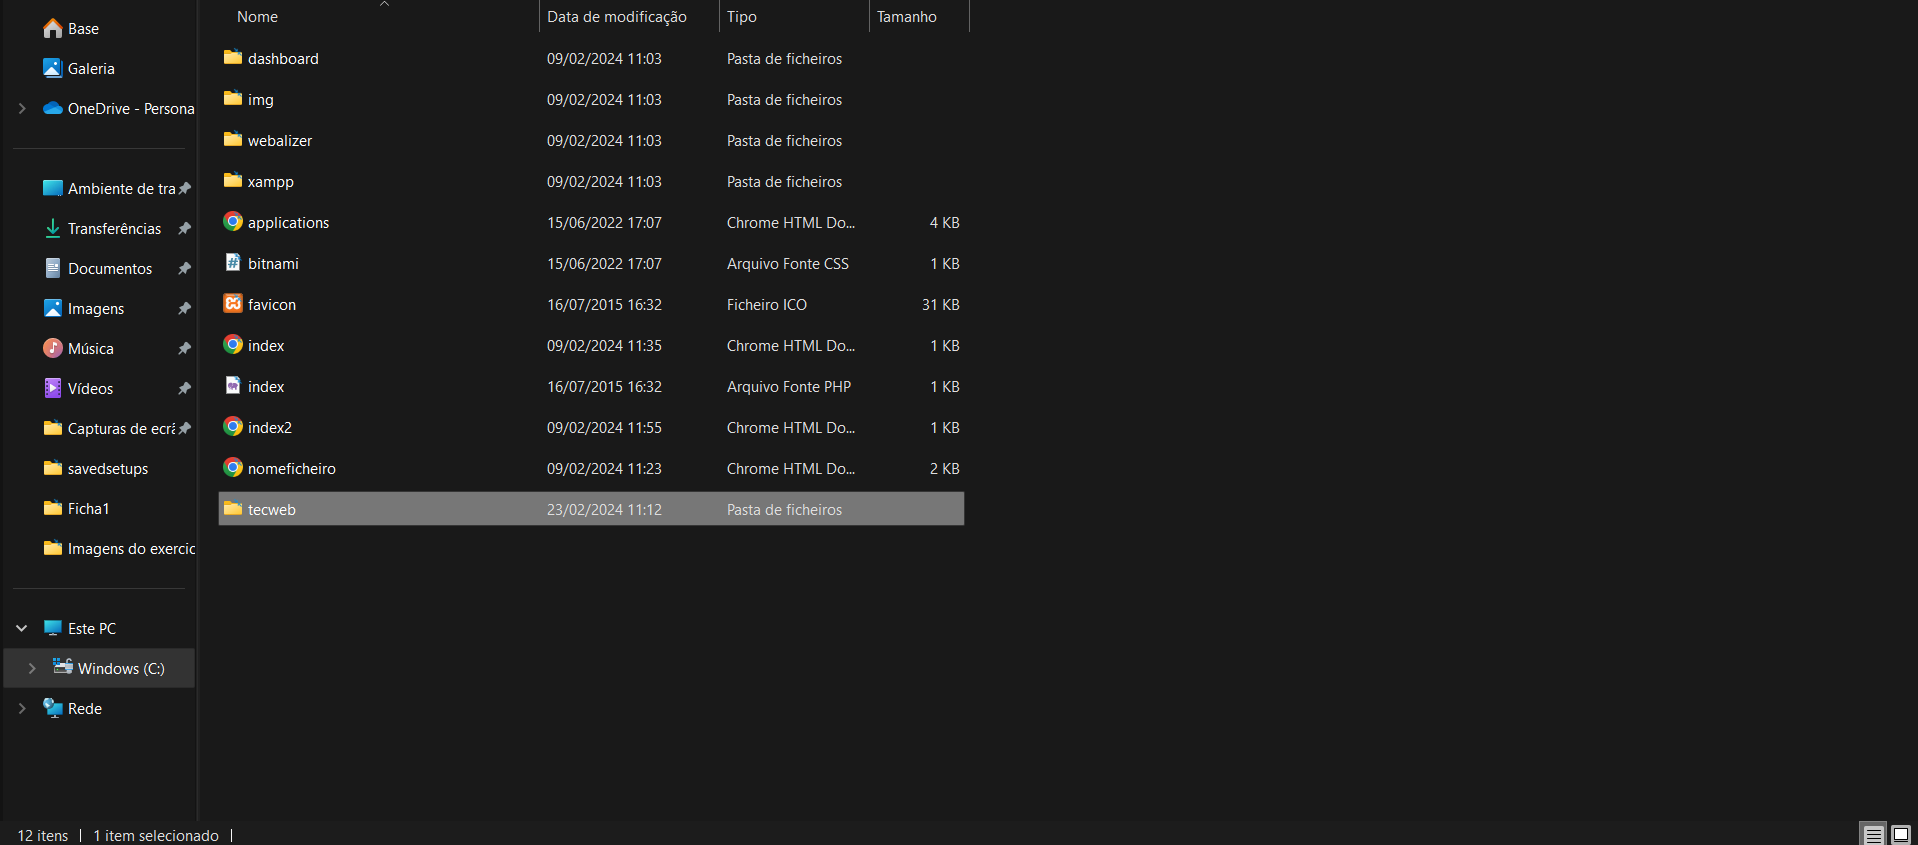 Base
Galeria
OneDrive - Persona
Ambiente de tra
Transferências
Documentos
Imagens
Música
Vídeos
Capturas de ecrã
savedsetups
Ficha1
Imagens do exercic
Este PC
Windows (C:)
Rede
Nome Data de modificação Tipo Tamanho
dashboard 09/02/2024 11:03 Pasta de ficheiros
img 09/02/2024 11:03 Pasta de ficheiros
webalizer 09/02/2024 11:03 Pasta de ficheiros
xampp 09/02/2024 11:03 Pasta de ficheiros
applications 15/06/2022 17:07 Chrome HTML Do... 4 KB
bitnami 15/06/2022 17:07 Arquivo Fonte CSS 1 KB
favicon 16/07/2015 16:32 Ficheiro ICO 31 KB
index 09/02/2024 11:35 Chrome HTML Do... 1 KB
index 16/07/2015 16:32 Arquivo Fonte PHP 1 KB
index2 09/02/2024 11:55 Chrome HTML Do... 1 KB
nomeficheiro 09/02/2024 11:23 Chrome HTML Do... 2 KB
tecweb 23/02/2024 11:12 Pasta de ficheiros
12 itens 1 item selecionado